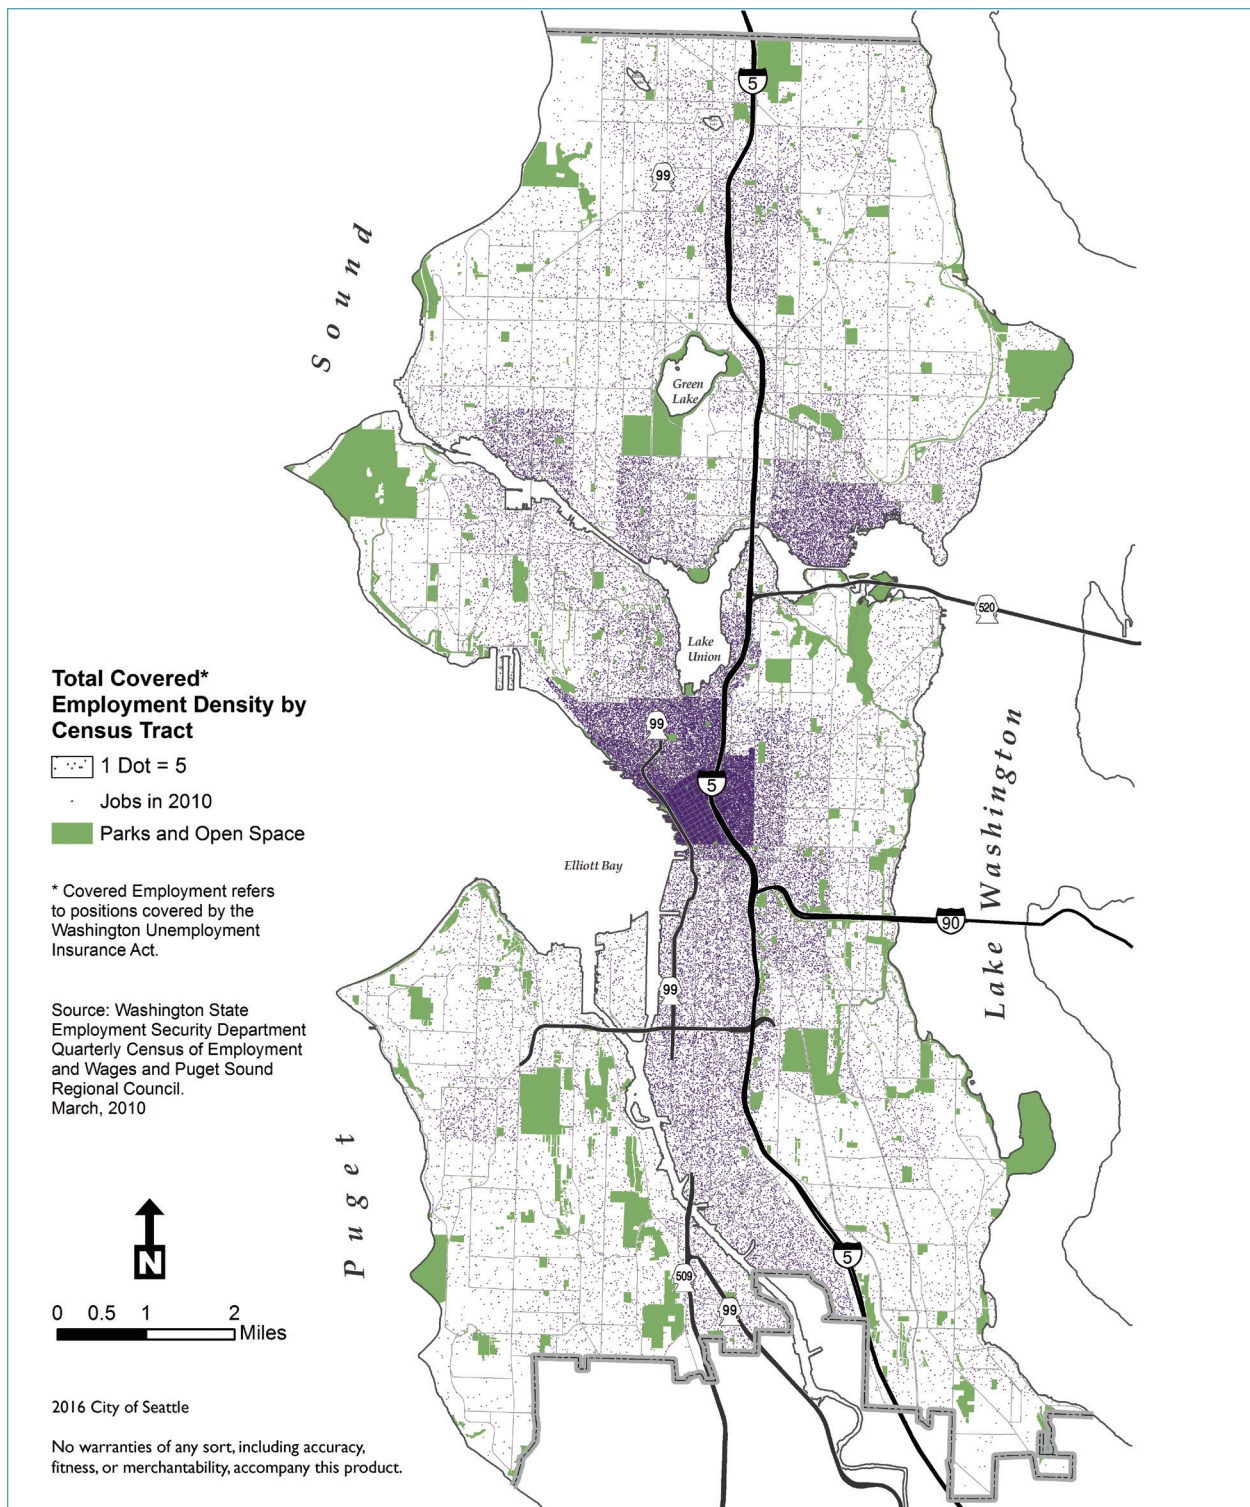 5
99
Sound
Green
Lake
520
Lake
Union
Total Covered*
Employment Density by
Census Tract
1 Dot = 5
Jobs in 2010
Parks and Open Space
99
5
Lake Washington
Elliott Bay
* Covered Employment refers
to positions covered by the
Washington Unemployment
Insurance Act.
90
99
Source: Washington State
Employment Security Department
Quarterly Census of Employment
and Wages and Puget Sound
Regional Council.
March, 2010
Puget
N
5
509
99
0 0.5 1 2
Miles
2016 City of Seattle
No warranties of any sort, including accuracy,
fitness, or merchantability, accompany this product.